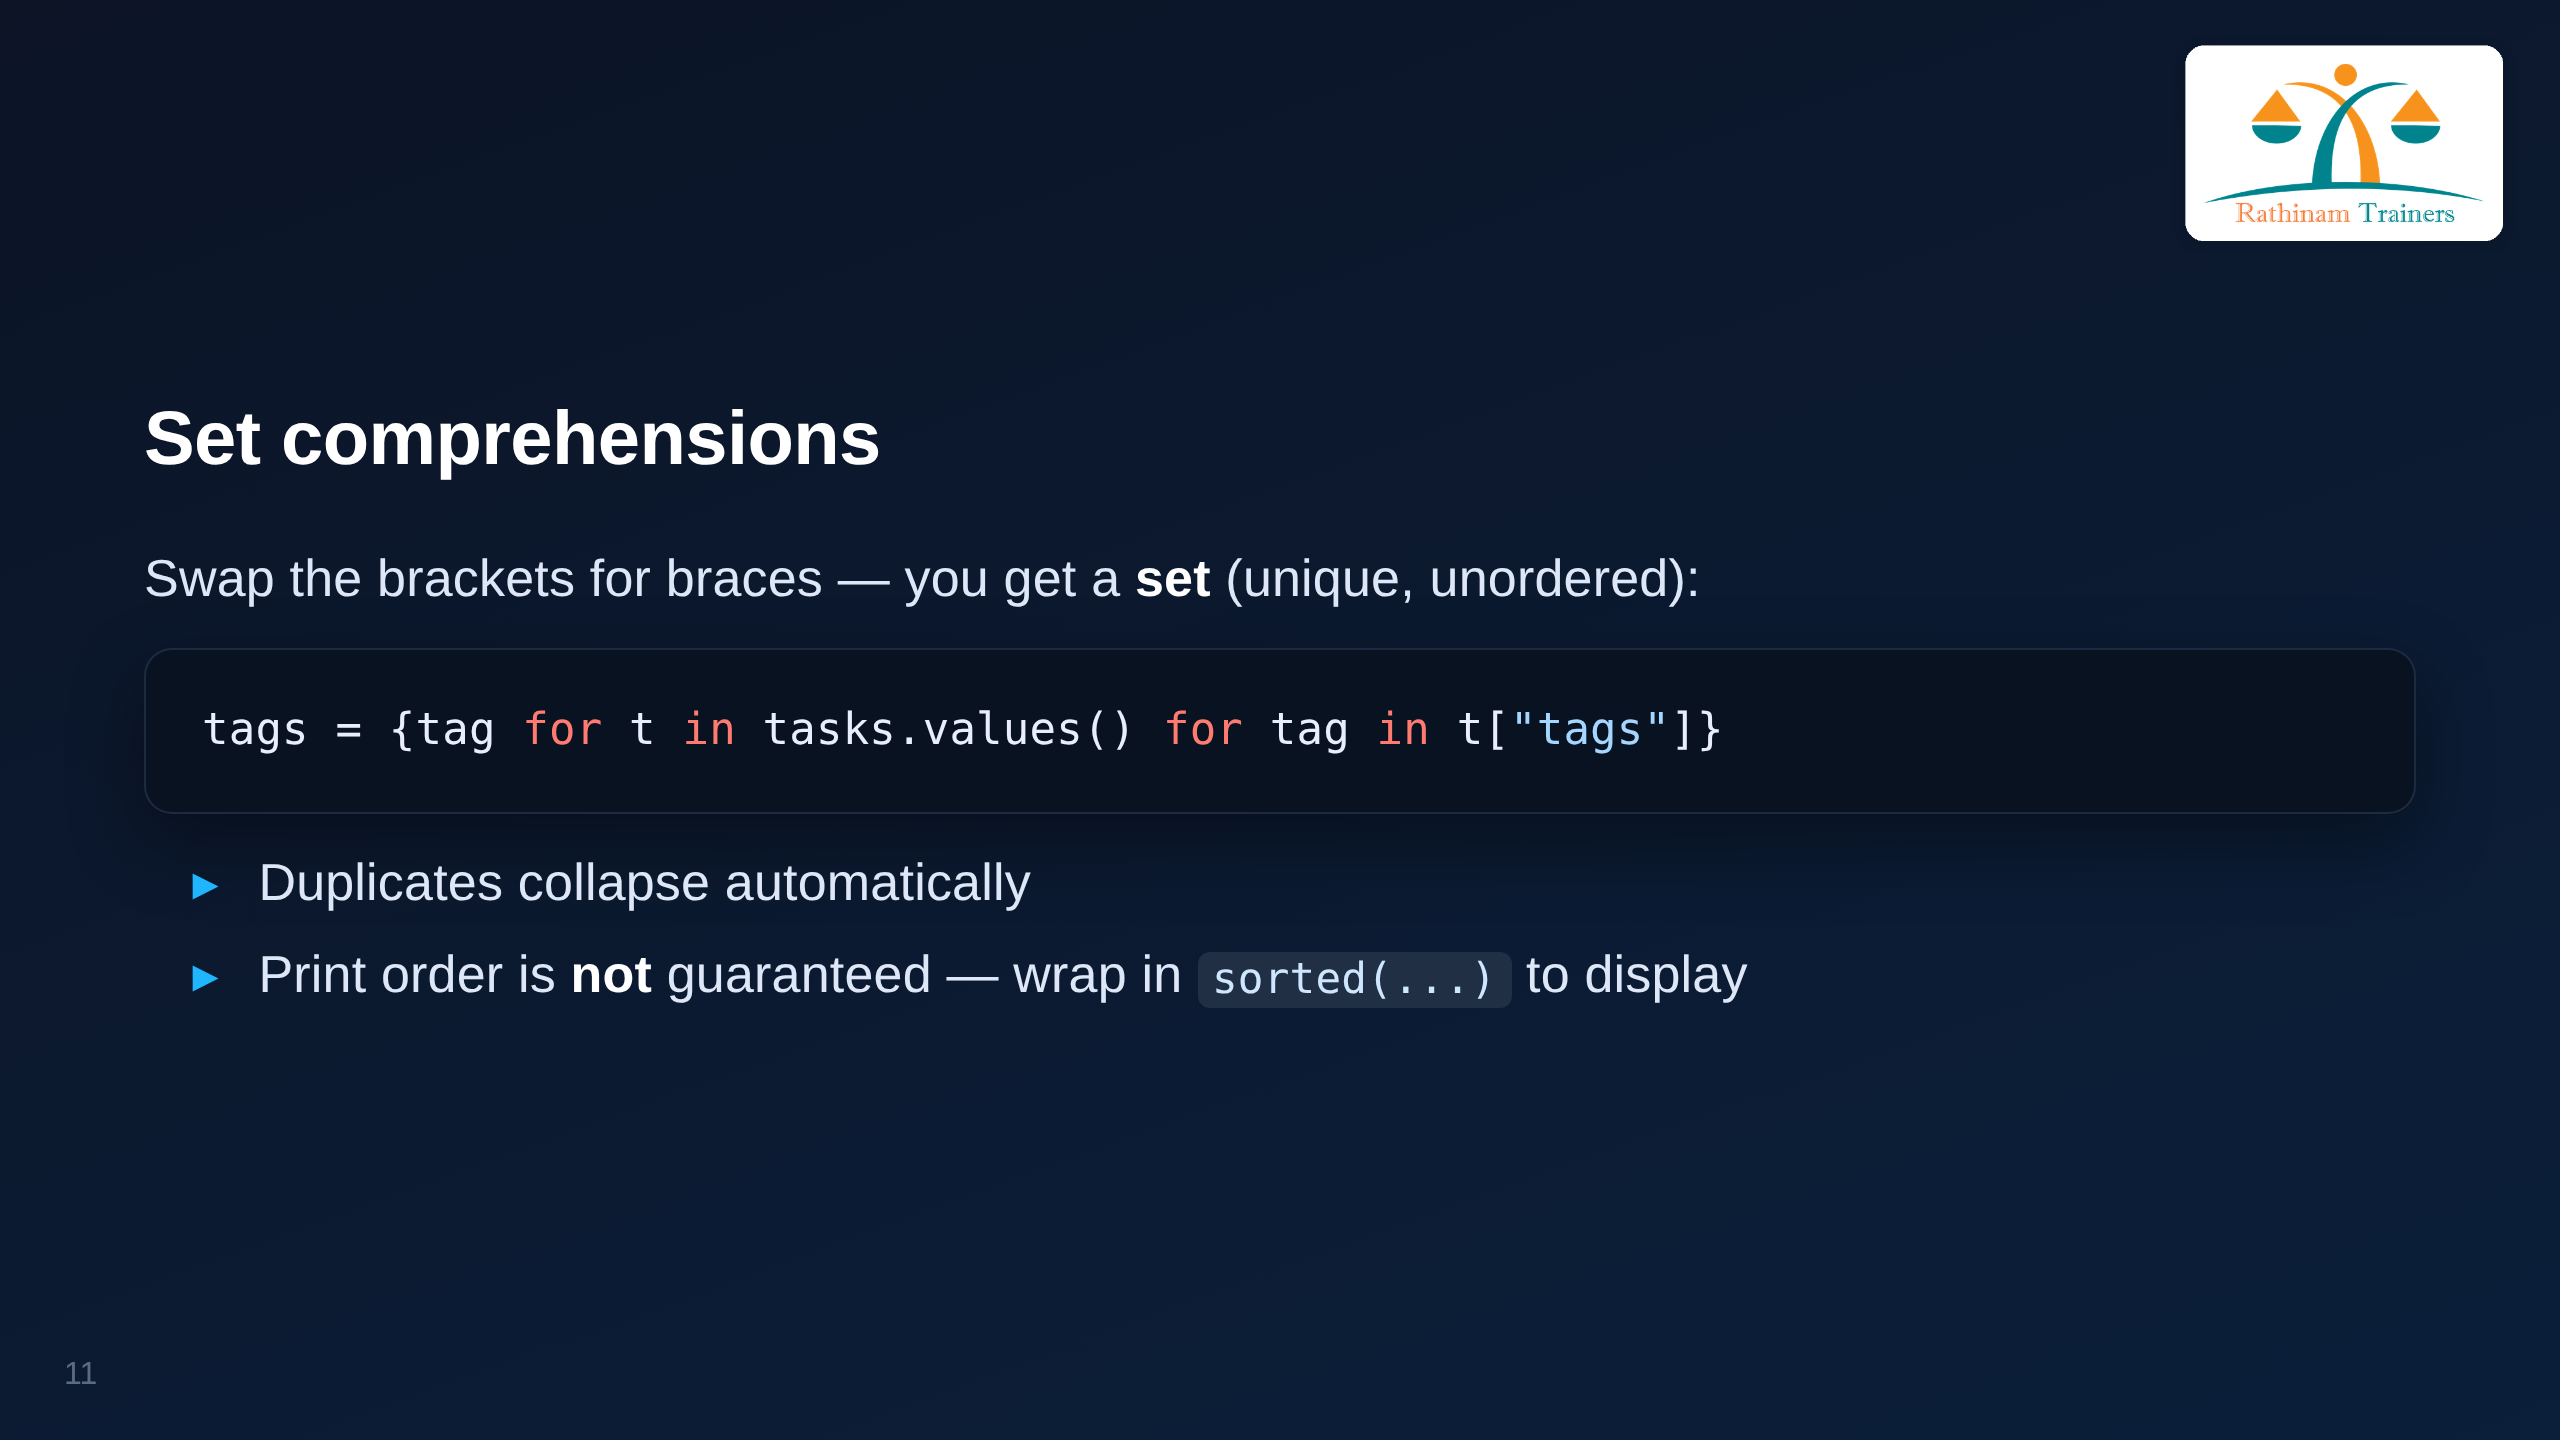 Rathinam Trainers
Set comprehensions
Swap the brackets for braces — you get a set (unique, unordered):
tags = {tag for t in tasks.values() for tag in t["tags"]}
► Duplicates collapse automatically
► Print order is not guaranteed — wrap in sorted(...) to display
11